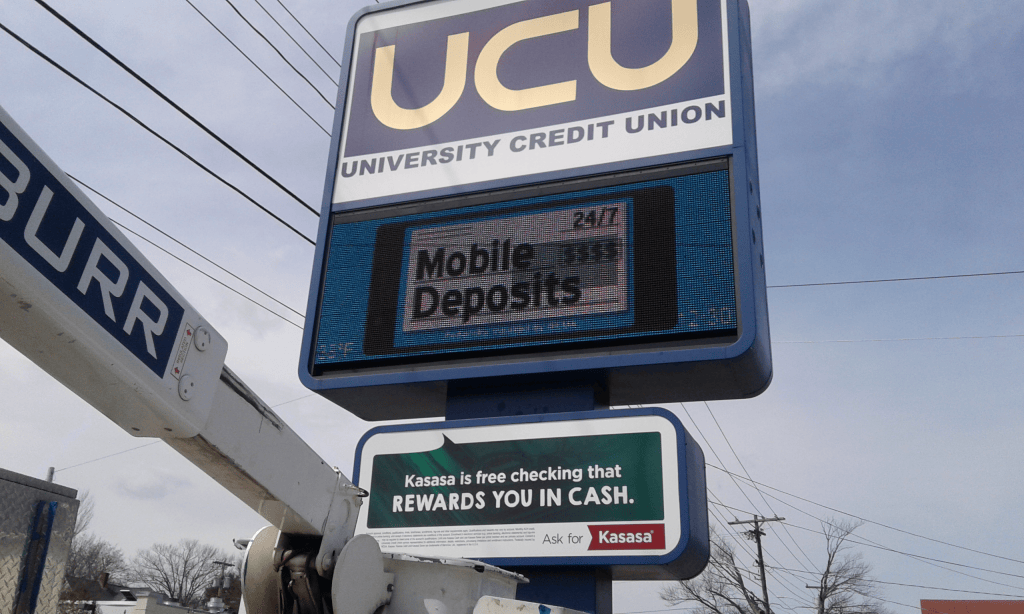 UCU
UNIVERSITY CREDIT UNION
24/7
Mobile $$$$
Deposits
BURR
Kasasa is free checking that
REWARDS YOU IN CASH.
Ask for Kasasa®